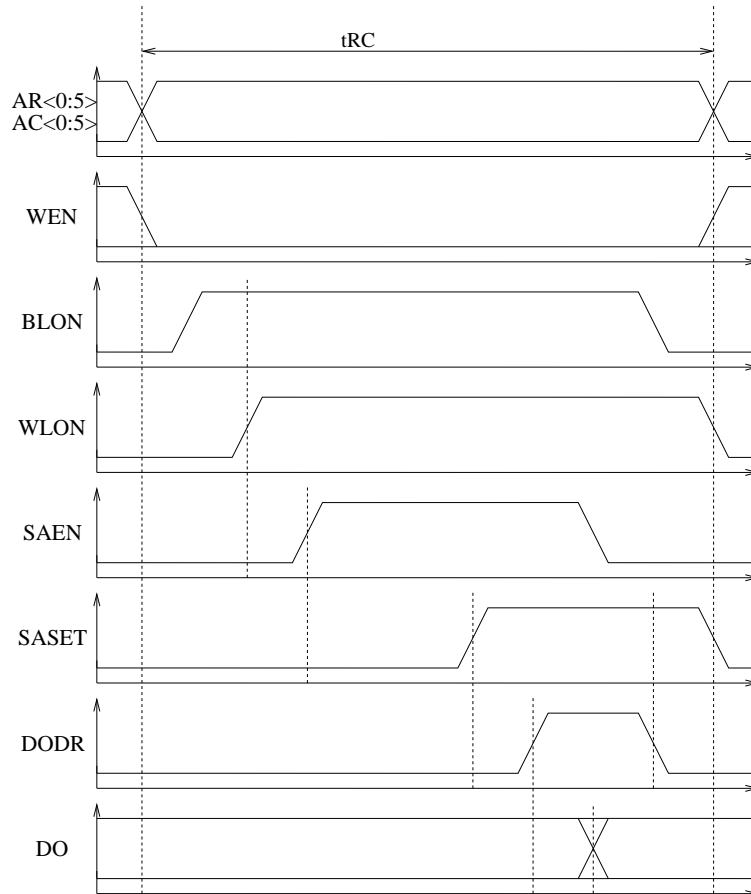 tRC
AR<0:5>
AC<0:5>
WEN
BLON
WLON
SAEN
SASET
DODR
DO